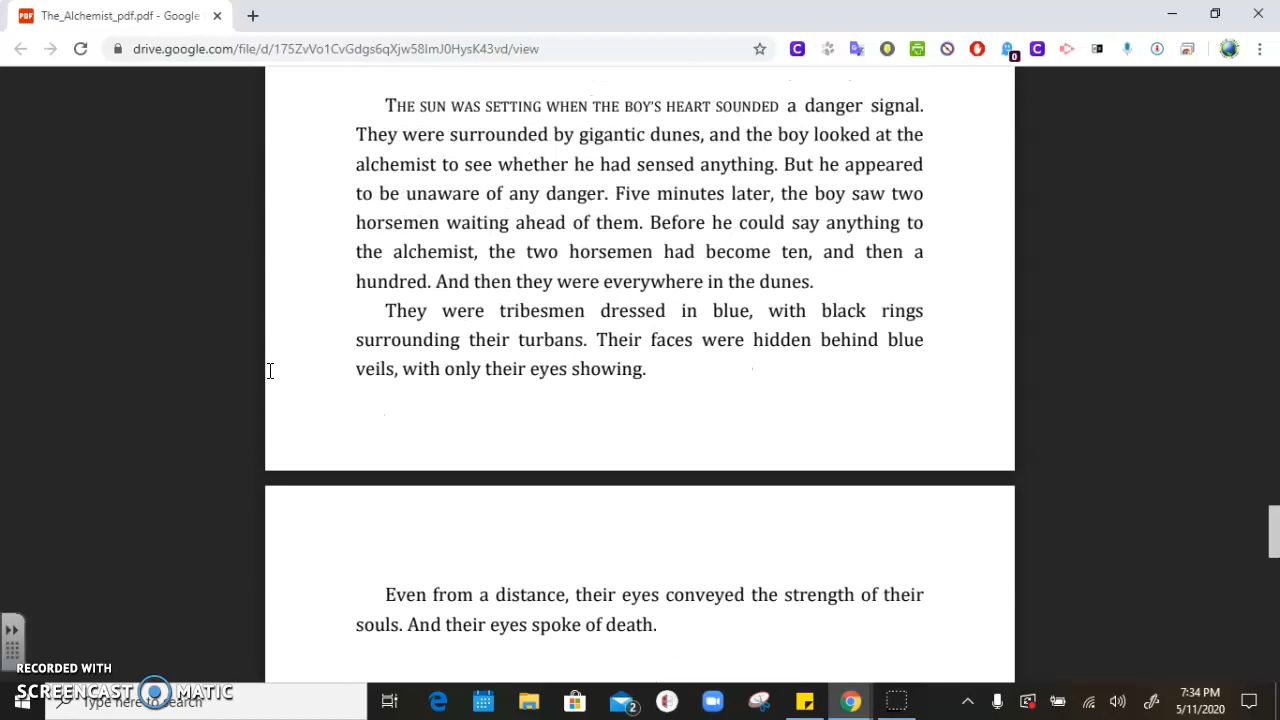 The_Alchemist_pdf.pdf - Google
drive.google.com/file/d/175ZvVo1CvGdgs6qXjw58lmJ0HysK43vd/view
0
THE SUN WAS SETTING WHEN THE BOY'S HEART SOUNDED a danger signal.
They were surrounded by gigantic dunes, and the boy looked at the
alchemist to see whether he had sensed anything. But he appeared
to be unaware of any danger. Five minutes later, the boy saw two
horsemen waiting ahead of them. Before he could say anything to
the alchemist, the two horsemen had become ten, and then a
hundred. And then they were everywhere in the dunes.
They were tribesmen dressed in blue, with black rings
surrounding their turbans. Their faces were hidden behind blue
veils, with only their eyes showing.
Even from a distance, their eyes conveyed the strength of their
souls. And their eyes spoke of death.
RECORDED WITH
SCREENCAST MATIC
Type here to search
2
7:34 PM
5/11/2020